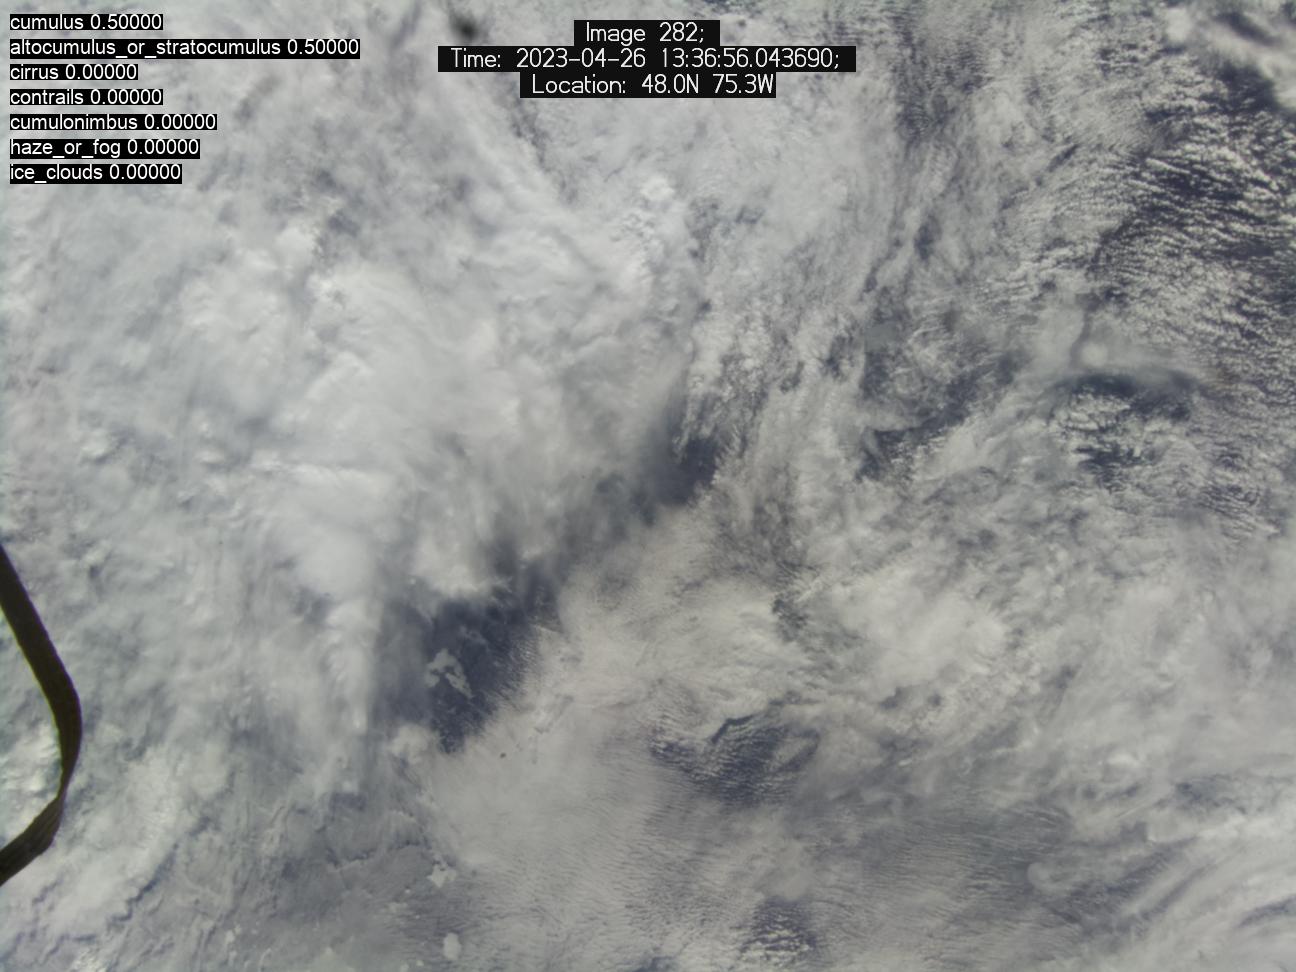 cumulus 0.50000
altocumulus_or_stratocumulus 0.50000
cirrus 0.00000
contrails 0.00000
cumulonimbus 0.00000
haze_or_fog 0.00000
ice_clouds 0.00000
Image 282;
Time: 2023-04-26 13:36:56.043690;
Location: 48.0N 75.3W